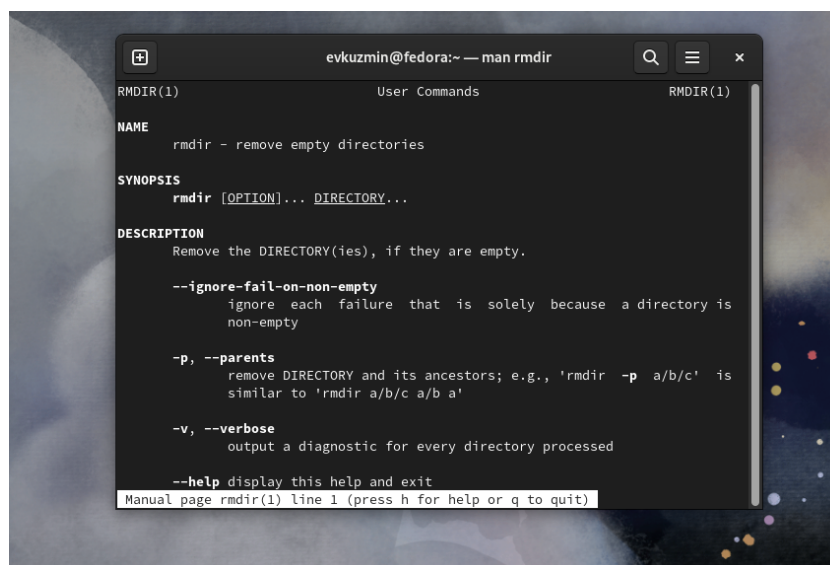 evkuzmin@fedora:~ — man rmdir
RMDIR(1) User Commands RMDIR(1)
NAME
rmdir - remove empty directories
SYNOPSIS
rmdir [OPTION]... DIRECTORY...
DESCRIPTION
Remove the DIRECTORY(ies), if they are empty.
--ignore-fail-on-non-empty
ignore each failure that is solely because a directory is
non-empty
-p, --parents
remove DIRECTORY and its ancestors; e.g., 'rmdir -p a/b/c' is
similar to 'rmdir a/b/c a/b a'
-v, --verbose
output a diagnostic for every directory processed
--help display this help and exit
Manual page rmdir(1) line 1 (press h for help or q to quit)